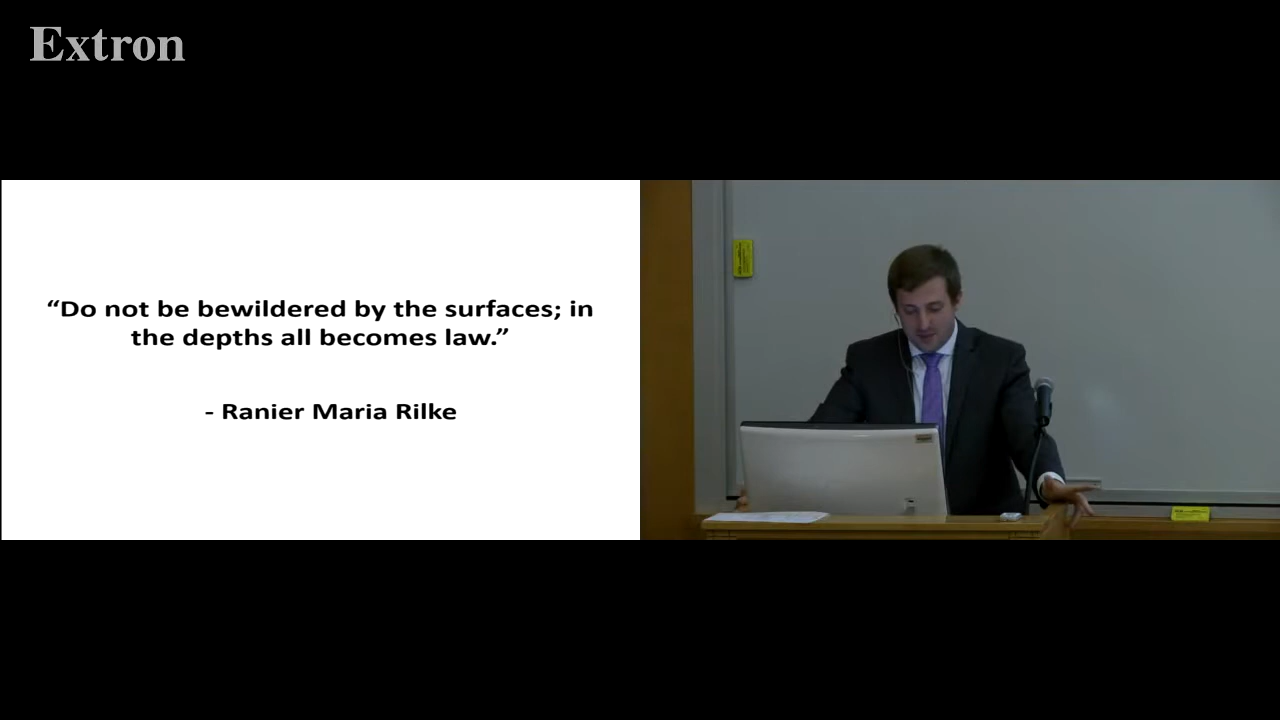 Extron
“Do not be bewildered by the surfaces; in
the depths all becomes law.”
- Ranier Maria Rilke